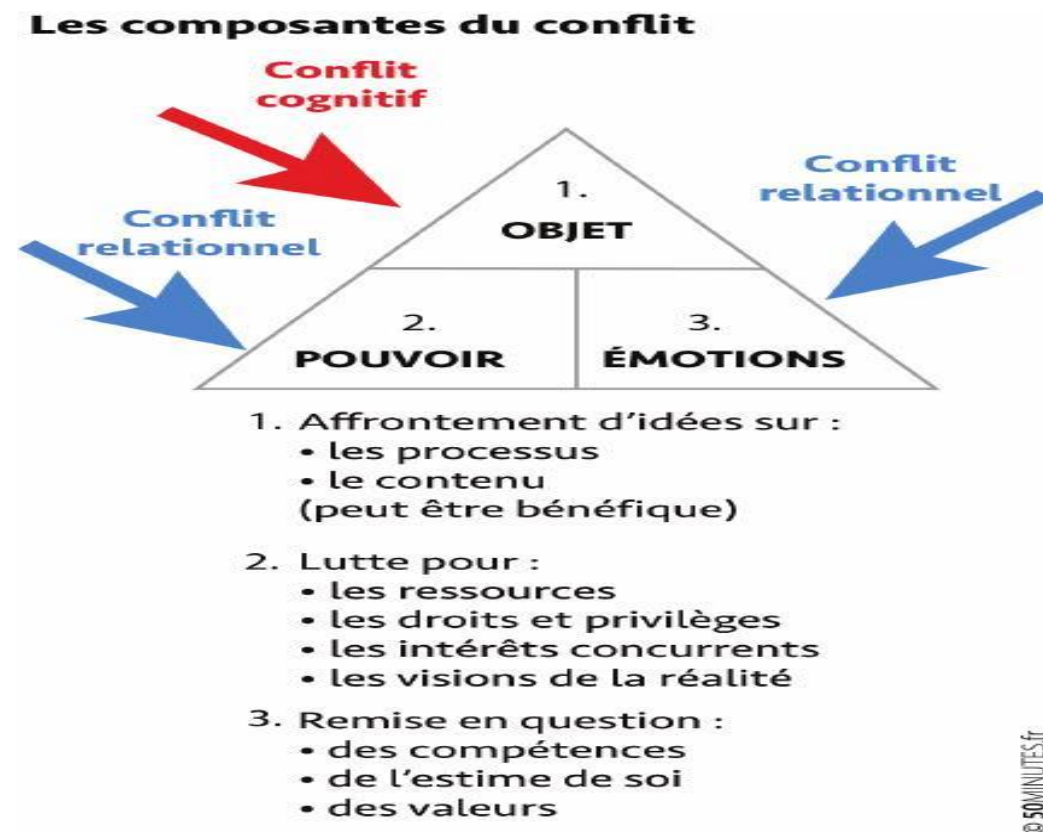 Les composantes du conflit
Conflit
cognitif
Conflit
relationnel
Conflit
relationnel
1.
OBJET
2.
POUVOIR
3.
ÉMOTIONS
1. Affrontement d'idées sur :
• les processus
• le contenu
(peut être bénéfique)
2. Lutte pour :
• les ressources
• les droits et privilèges
• les intérêts concurrents
• les visions de la réalité
3. Remise en question :
• des compétences
• de l'estime de soi
• des valeurs
© 50MINUTES.fr